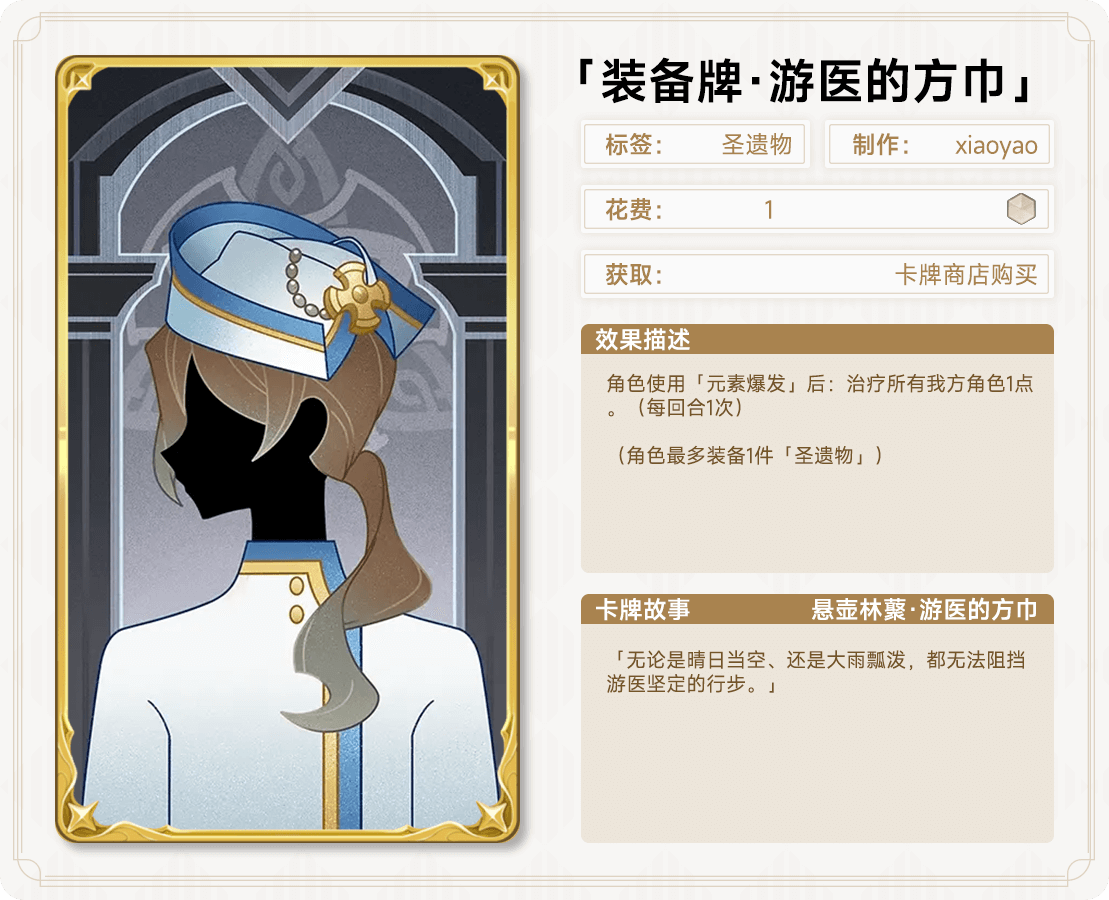 「装备牌·游医的方巾」
标签： 圣遗物 制作： xiaoyao
花费： 1
获取： 卡牌商店购买
效果描述
角色使用「元素爆发」后：治疗所有我方角色1点
。（每回合1次）
（角色最多装备1件「圣遗物」）
卡牌故事 悬壶林蘽·游医的方巾
「无论是晴日当空、还是大雨瓢泼，都无法阻挡
游医坚定的行步。」